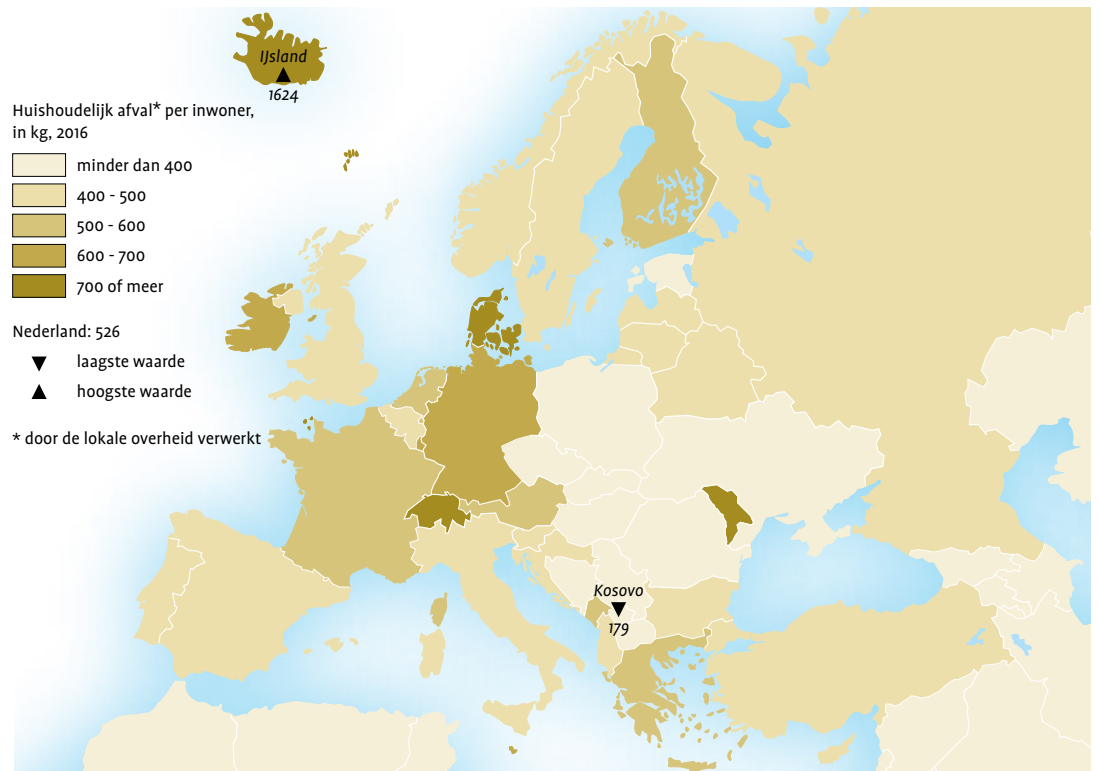 IJsland
1624
Huishoudelijk afval* per inwoner,
in kg, 2016
minder dan 400
400 - 500
500 - 600
600 - 700
700 of meer
Nederland: 526
laagste waarde
hoogste waarde
* door de lokale overheid verwerkt
Kosovo
179